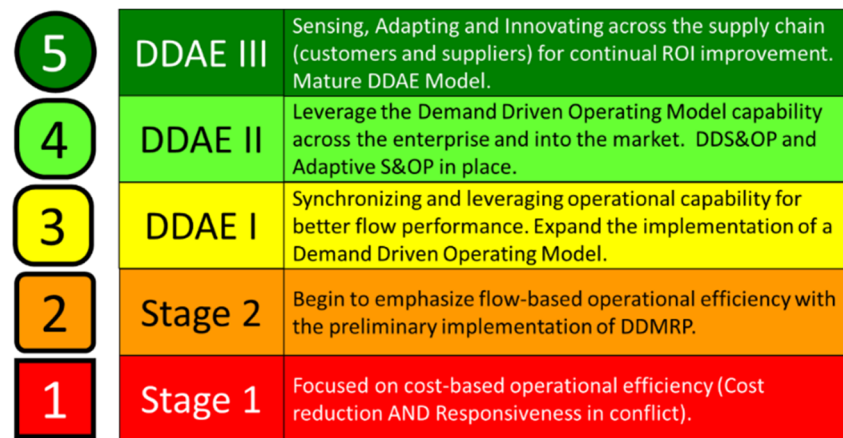 5
DDAE III
Sensing, Adapting and Innovating across the supply chain
(customers and suppliers) for continual ROI improvement.
Mature DDAE Model.
4
DDAE II
Leverage the Demand Driven Operating Model capability
across the enterprise and into the market.  DDS&OP and
Adaptive S&OP in place.
3
DDAE I
Synchronizing and leveraging operational capability for
better flow performance. Expand the implementation of a
Demand Driven Operating Model.
2
Stage 2
Begin to emphasize flow-based operational efficiency with
the preliminary implementation of DDMRP.
1
Stage 1
Focused on cost-based operational efficiency (Cost
reduction AND Responsiveness in conflict).